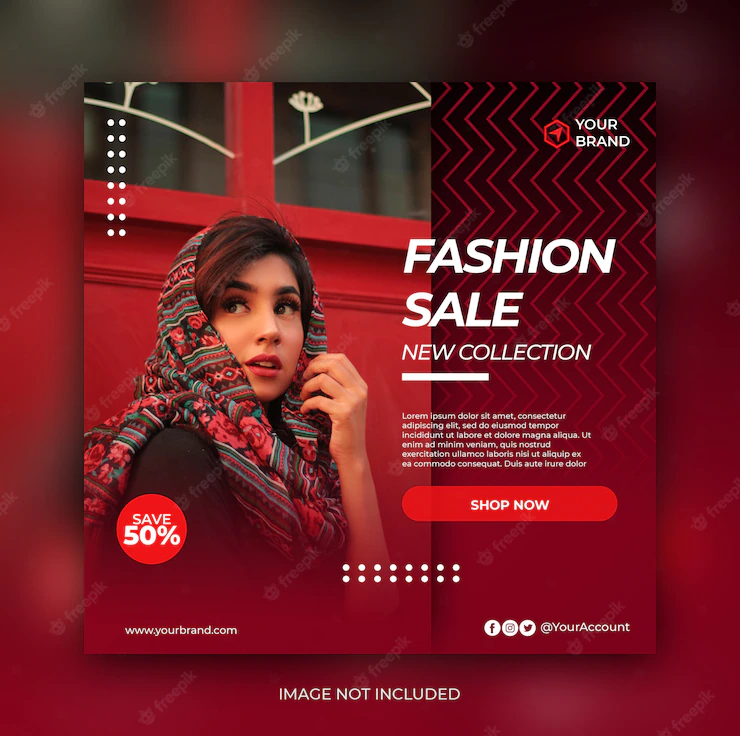 YOUR
BRAND
FASHION
SALE
NEW COLLECTION
Lorem ipsum dolor sit amet, consectetur
adipiscing elit, sed do eiusmod tempor
incididunt ut labore et dolore magna aliqua. Ut
enim ad minim veniam, quis nostrud
exercitation ullamco laboris nisi ut aliquip ex
ea commodo consequat. Duis aute irure dolor
SHOP NOW
SAVE
50%
www.yourbrand.com
@YourAccount
IMAGE NOT INCLUDED
freepik